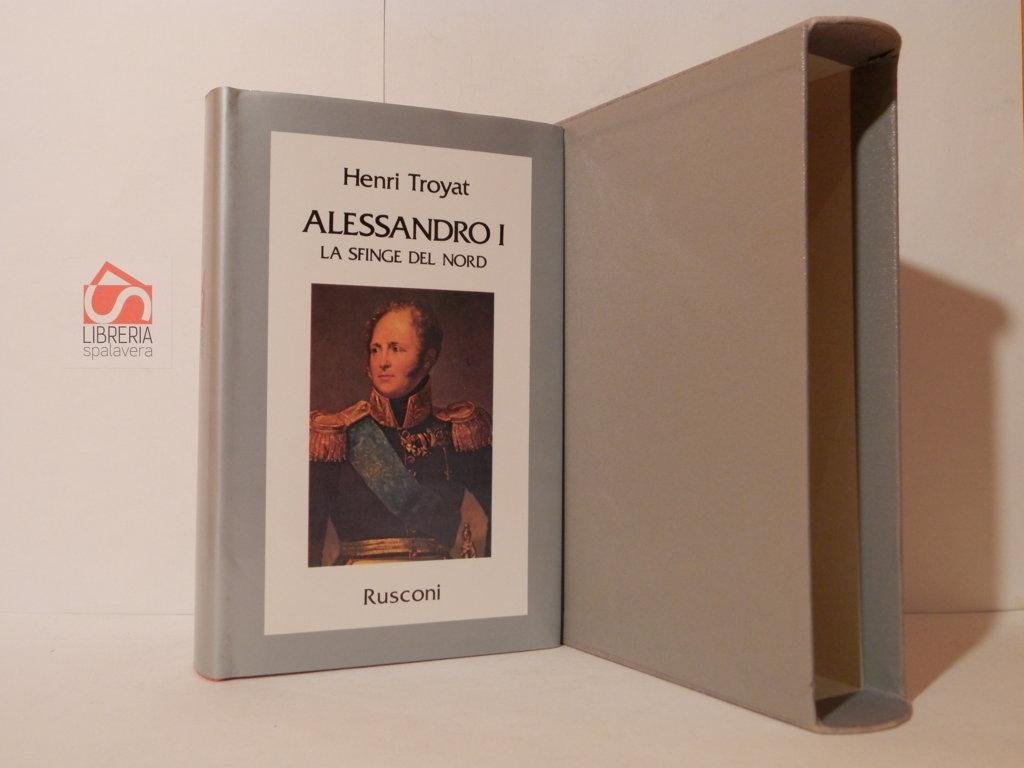 Henri Troyat
ALESSANDRO I
LA SFINGE DEL NORD
Rusconi
LIBRERIA
spalavera